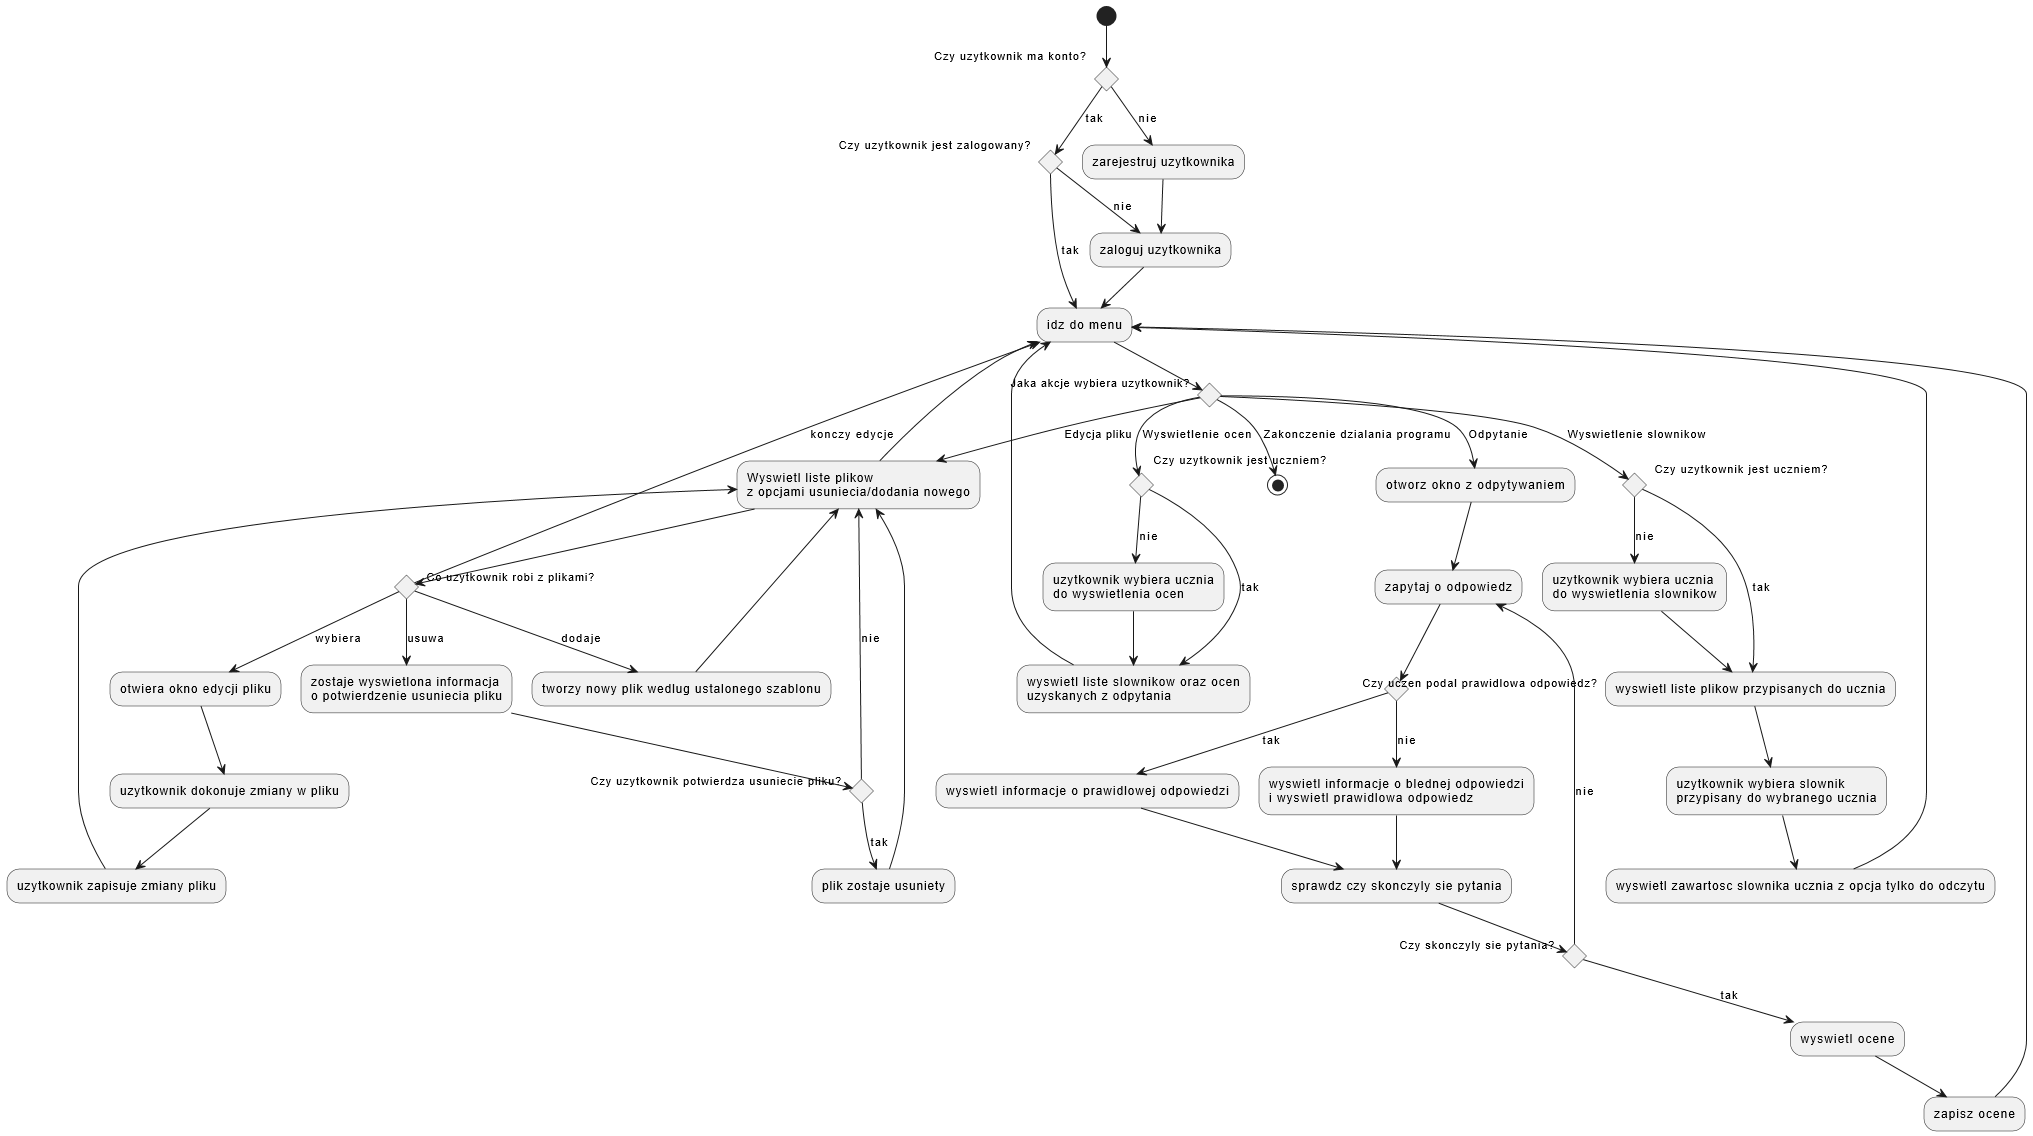 Czy uzytkownik ma konto?
tak
nie
Czy uzytkownik jest zalogowany?
zarejestruj uzytkownika
nie
tak
zaloguj uzytkownika
idz do menu
Jaka akcje wybiera uzytkownik?
konczy edycje
Edycja pliku
Wyswietlenie ocen
Zakonczenie dzialania programu
Odpytanie
Wyswietlenie slownikow
Czy uzytkownik jest uczniem?
Czy uzytkownik jest uczniem?
Wyswietl liste plikow
z opcjami usuniecia/dodania nowego
otworz okno z odpytywaniem
nie
nie
Co uzytkownik robi z plikami?
uzytkownik wybiera ucznia
do wyswietlenia ocen
tak
zapytaj o odpowiedz
uzytkownik wybiera ucznia
do wyswietlenia slownikow
tak
wybiera
usuwa
dodaje
nie
otwiera okno edycji pliku
zostaje wyswietlona informacja
o potwierdzenie usuniecia pliku
tworzy nowy plik wedlug ustalonego szablonu
wyswietl liste slownikow oraz ocen
uzyskanych z odpytania
Czy uczen podal prawidlowa odpowiedz?
wyswietl liste plikow przypisanych do ucznia
tak
nie
uzytkownik dokonuje zmiany w pliku
Czy uzytkownik potwierdza usuniecie pliku?
wyswietl informacje o prawidlowej odpowiedzi
wyswietl informacje o blednej odpowiedzi
i wyswietl prawidlowa odpowiedz
nie
uzytkownik wybiera slownik
przypisany do wybranego ucznia
tak
uzytkownik zapisuje zmiany pliku
plik zostaje usuniety
sprawdz czy skonczyly sie pytania
wyswietl zawartosc slownika ucznia z opcja tylko do odczytu
Czy skonczyly sie pytania?
tak
wyswietl ocene
zapisz ocene